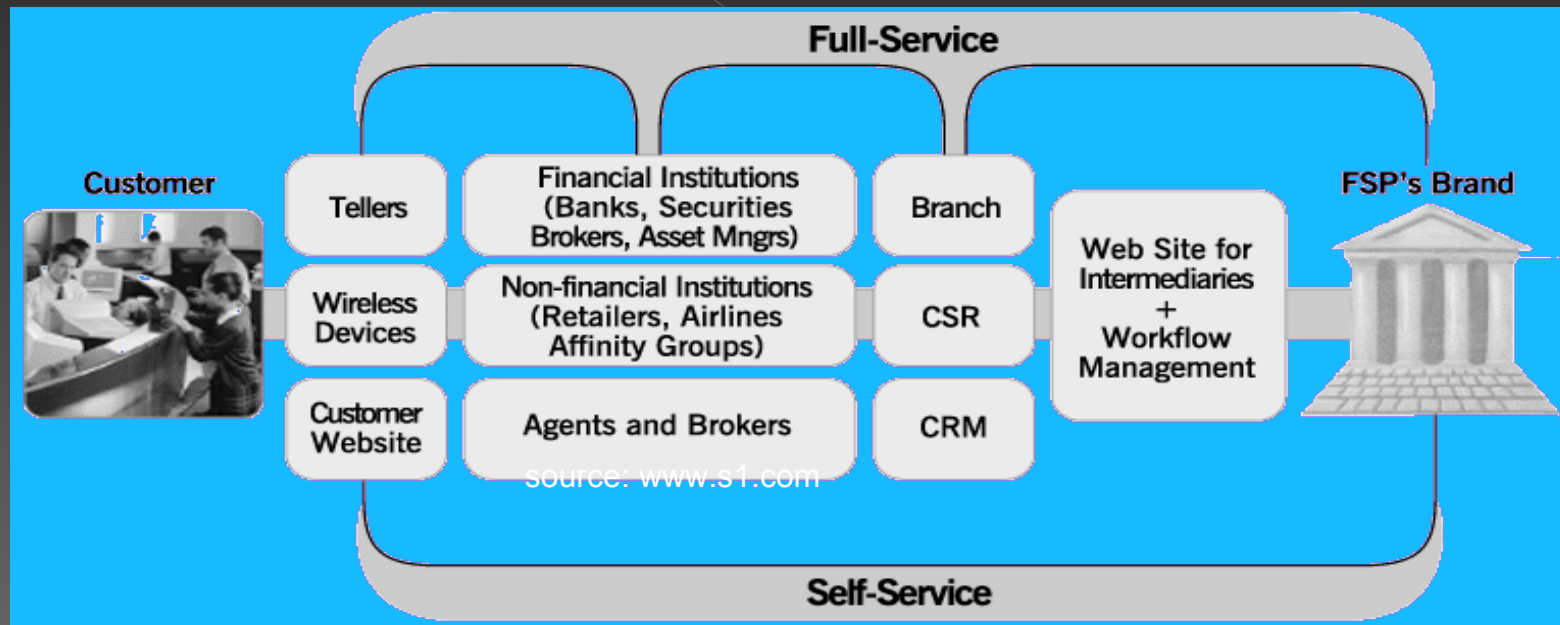 Full-Service
Customer
Tellers
Financial Institutions
(Banks, Securities
Brokers, Asset Mngrs)
Branch
FSP's Brand
Wireless
Devices
Non-financial Institutions
(Retailers, Airlines
Affinity Groups)
CSR
Web Site for
Intermediaries
+
Workflow
Management
Customer
Website
Agents and Brokers
CRM
source: www.s1.com
Self-Service